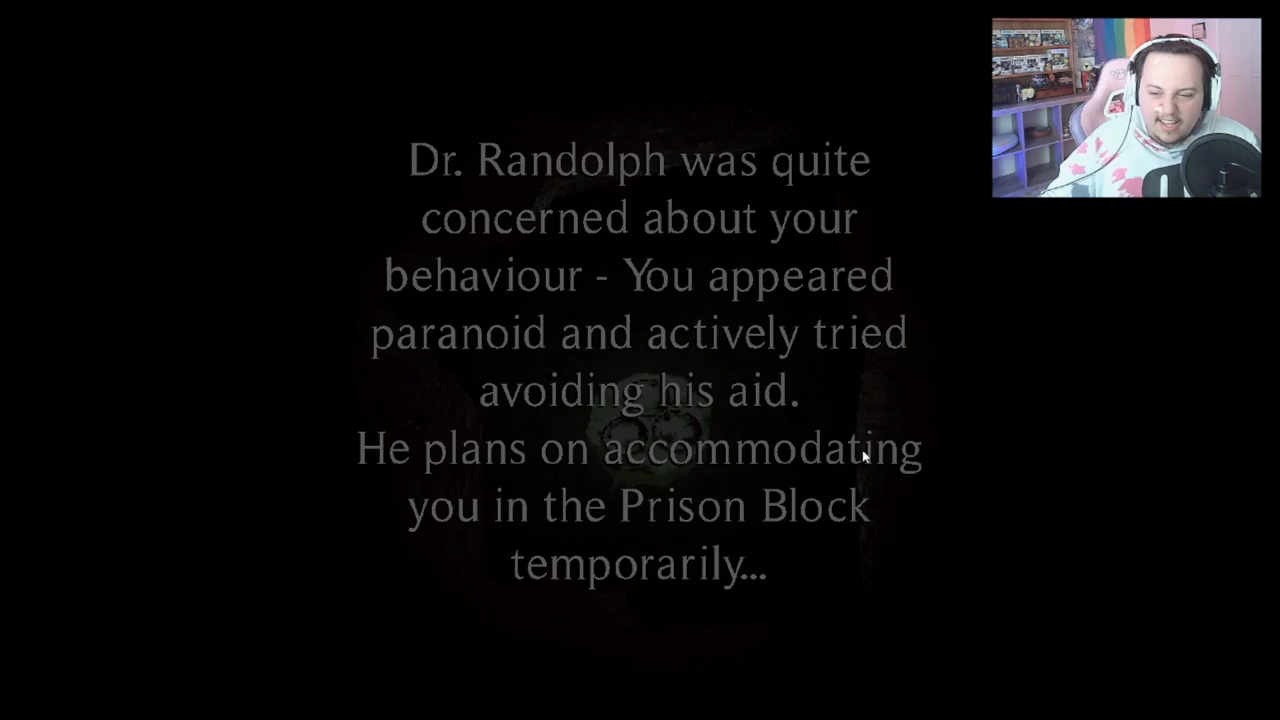 Dr. Randolph was quite
concerned about your
behaviour - You appeared
paranoid and actively tried
avoiding his aid.
He plans on accommodating
you in the Prison Block
temporarily...